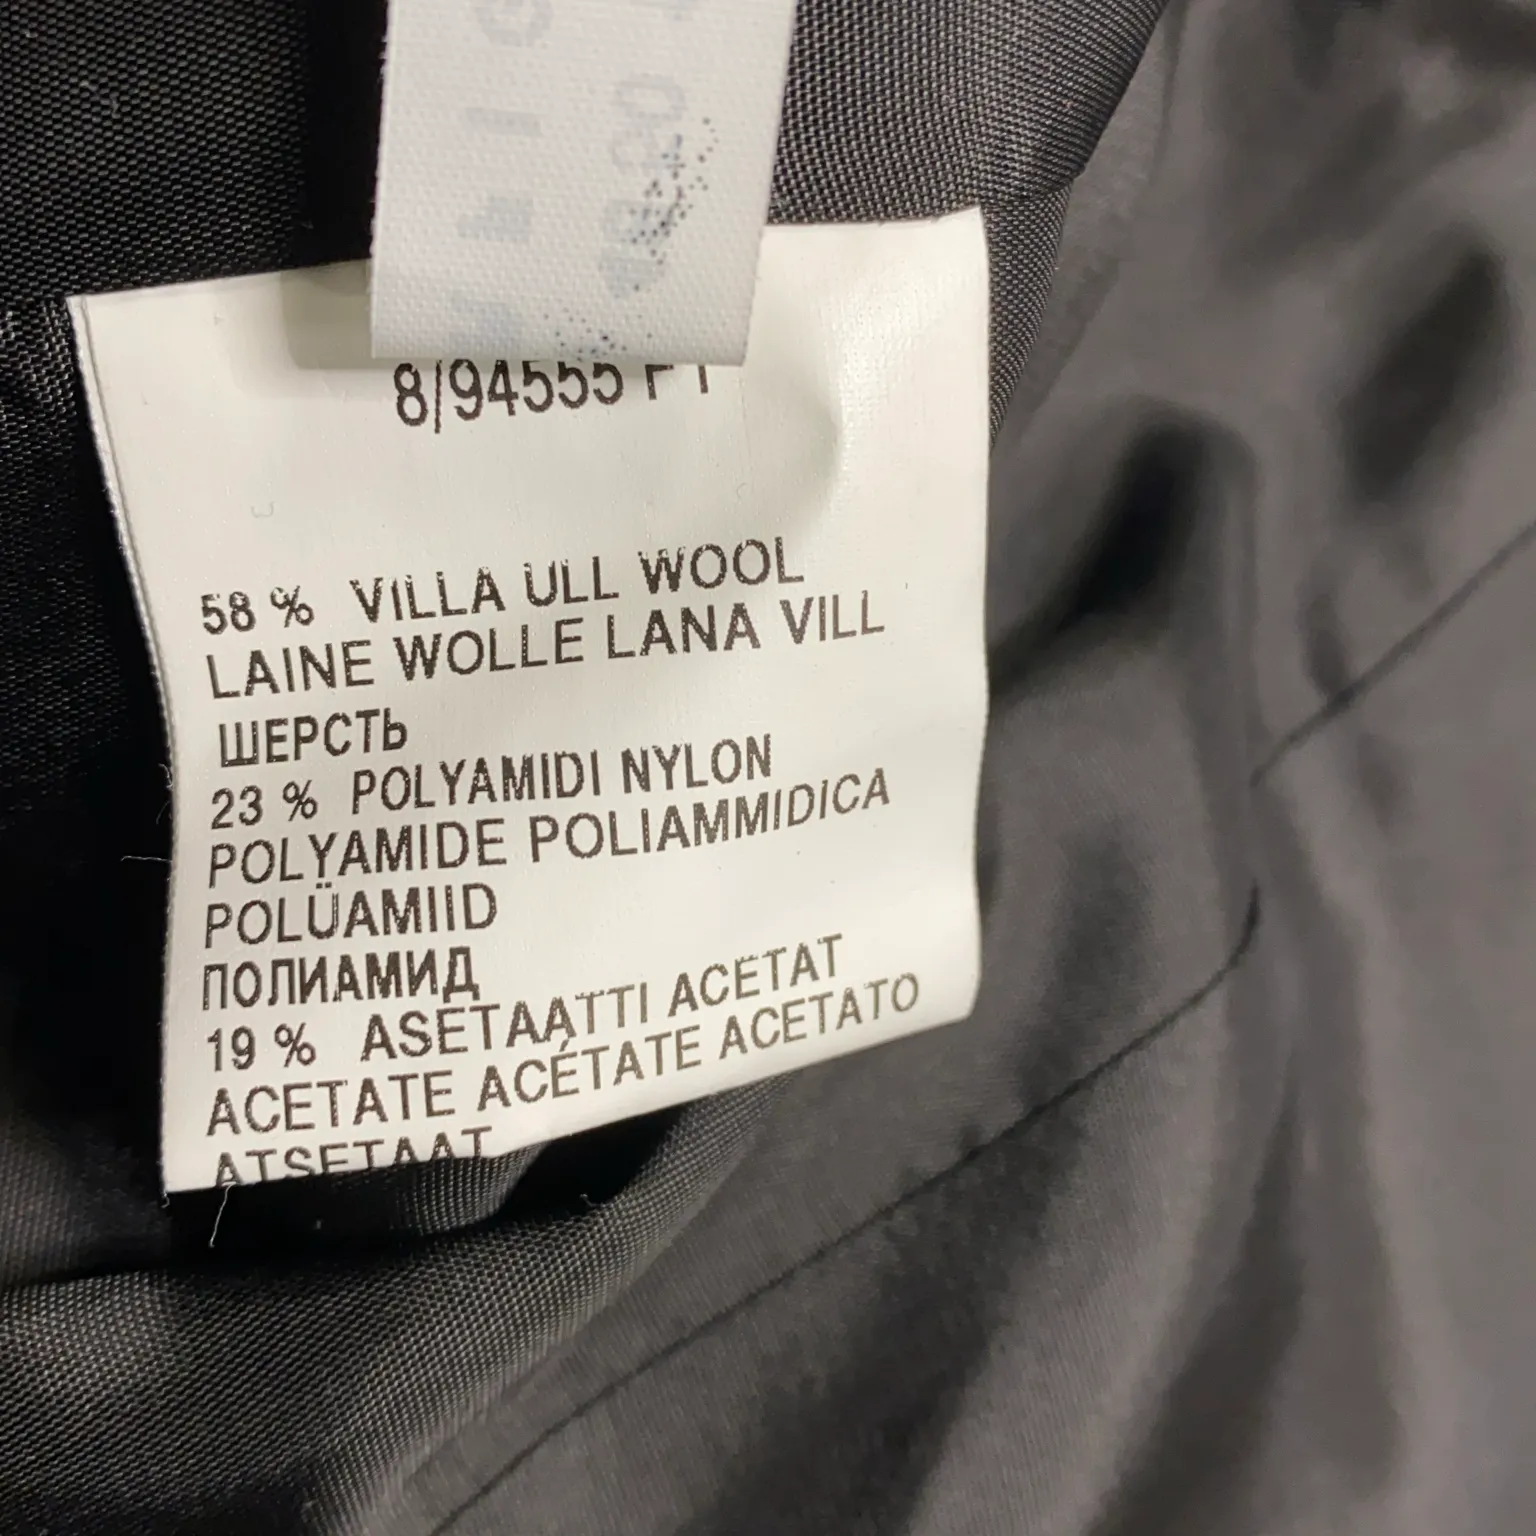 8/94555
58 % VILLA ULL WOOL
LAINE WOLLE LANA VILL
ШЕРСТЬ
23 % POLYAMIDI NYLON
POLYAMIDE POLIAMMIDICA
POLÜAMIID
ПОЛИАМИД
19 % ASETAATTI ACETAT
ACETATE ACÉTATE ACETATO
ATSETAAT